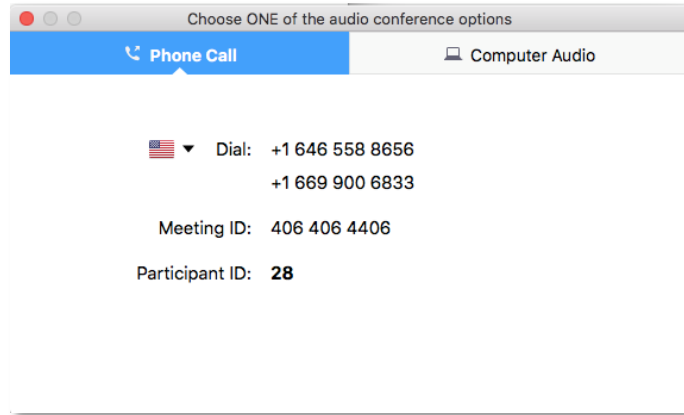 Choose ONE of the audio conference options
Phone Call
Computer Audio
Dial: +1 646 558 8656
+1 669 900 6833
Meeting ID: 406 406 4406
Participant ID: 28